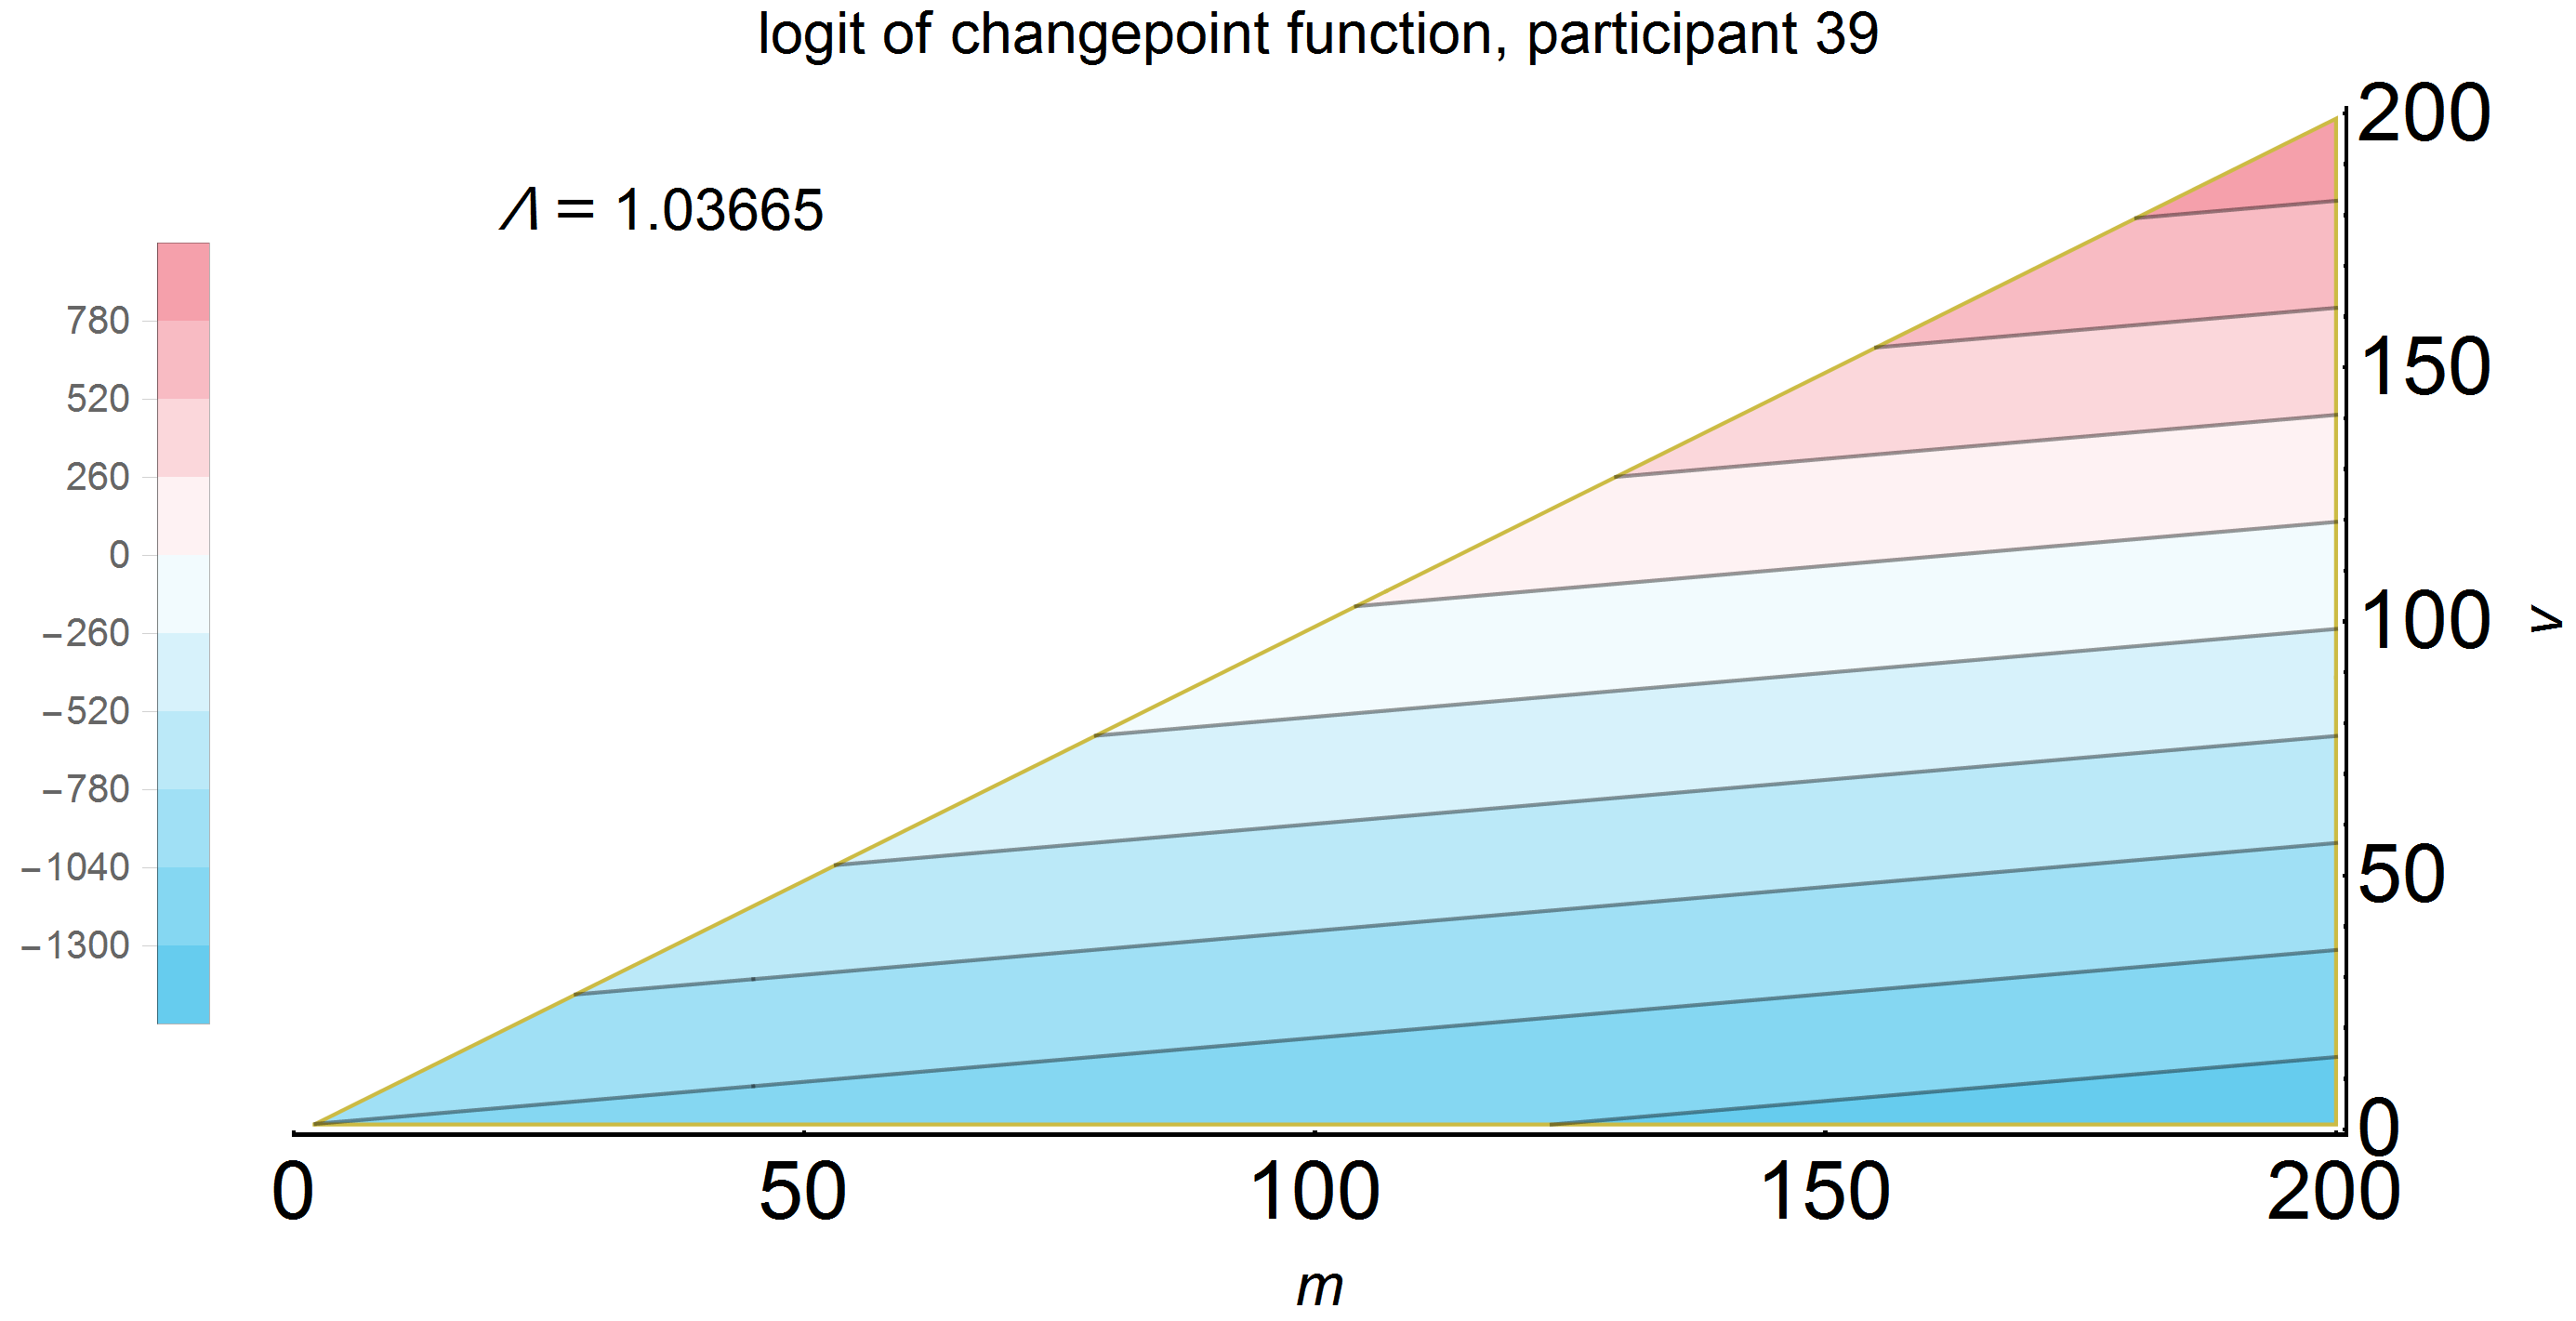 logit of changepoint function, participant 39
Λ = 1.03665
780
520
260
0
−260
−520
−780
−1040
−1300
200
150
100
50
0
v
0 50 100 150 200
m